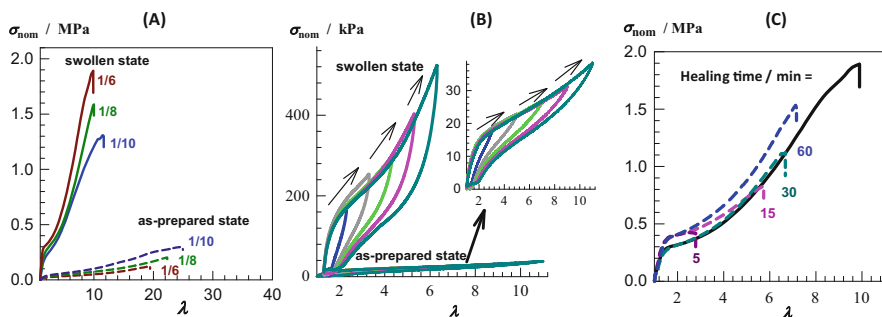 (A)
σnom / MPa
swollen state
1/6
1/8
1/10
as-prepared state
1/10
1/8
1/6
2.0
1.5
1.0
0.5
0.0
0 10 20 30 40
λ
(B)
σnom / kPa
swollen state
400
200
0
as-prepared state
2 4 6 8 10
λ
30
20
10
0
2 4 6 8 10
(C)
σnom / MPa
Healing time / min =
60
30
15
5
2.0
1.5
1.0
0.5
0.0
2 4 6 8 10
λ